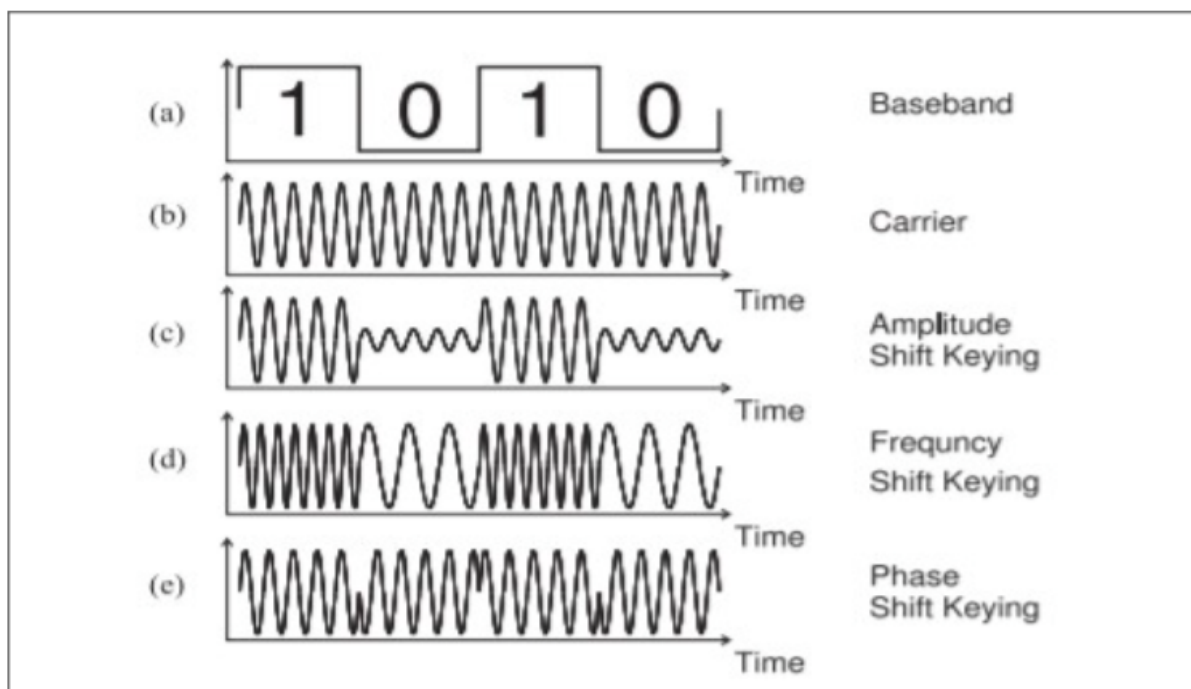 (a)
1 0 1 0
Baseband
Time
(b)
Carrier
Time
(c)
Amplitude
Shift Keying
Time
(d)
Frequncy
Shift Keying
Time
(e)
Phase
Shift Keying
Time